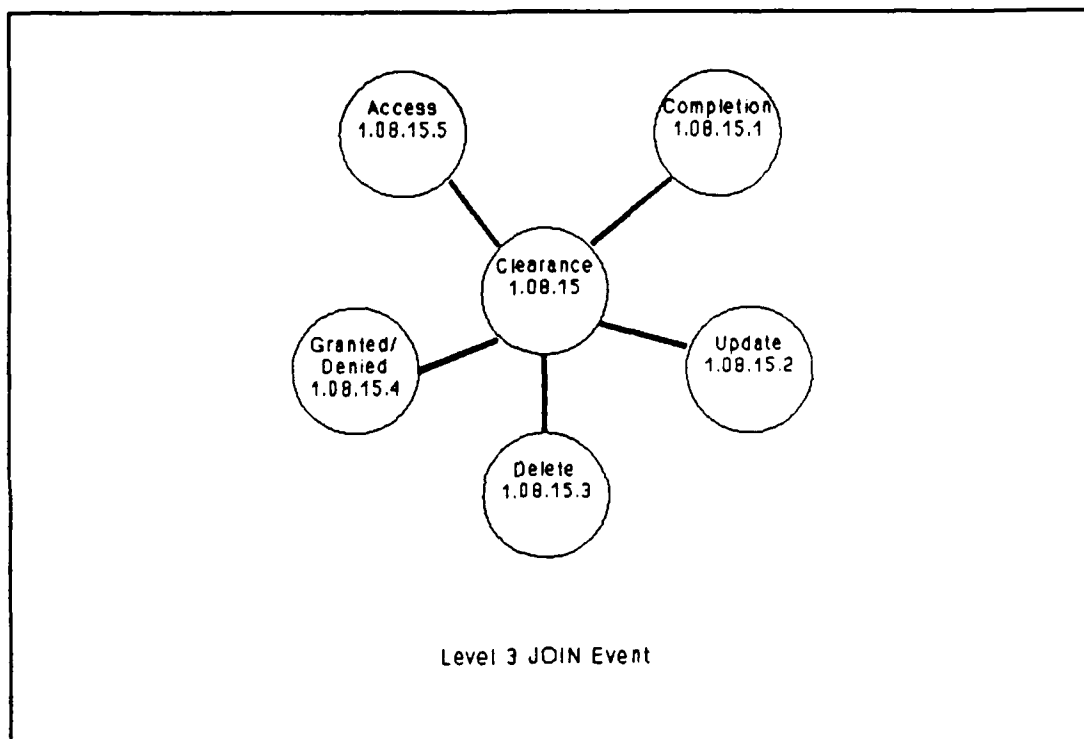 Access
1.08.15.5
Completion
1.08.15.1
Clearance
1.08.15
Granted/
Denied
1.08.15.4
Update
1.08.15.2
Delete
1.08.15.3
Level 3 JOIN Event